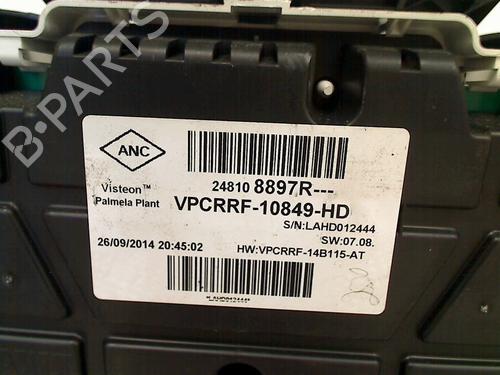 B-PARTS
ANC
24810 8897R---
Visteon™
Palmela Plant
VPCRRF-10849-HD
S/N:LAHD012444
SW:07.08.
26/09/2014 20:45:02
HW:VPCRRF-14B115-AT